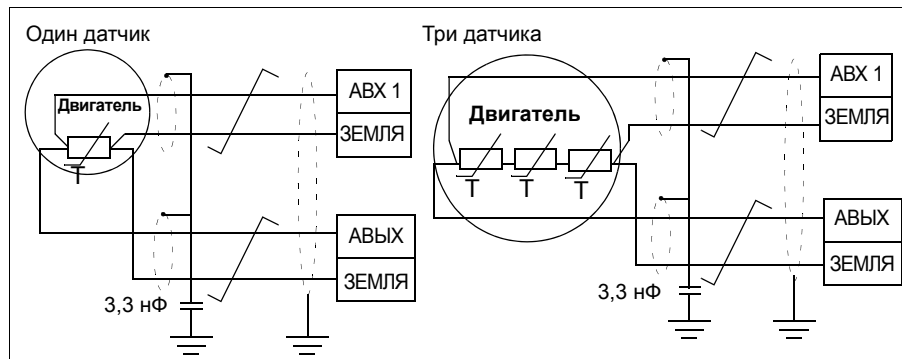 Один датчик
Двигатель
T
АВХ 1
ЗЕМЛЯ
АВЫХ
ЗЕМЛЯ
3,3 нФ
Три датчика
Двигатель
T T T
АВХ 1
ЗЕМЛЯ
АВЫХ
ЗЕМЛЯ
3,3 нФ